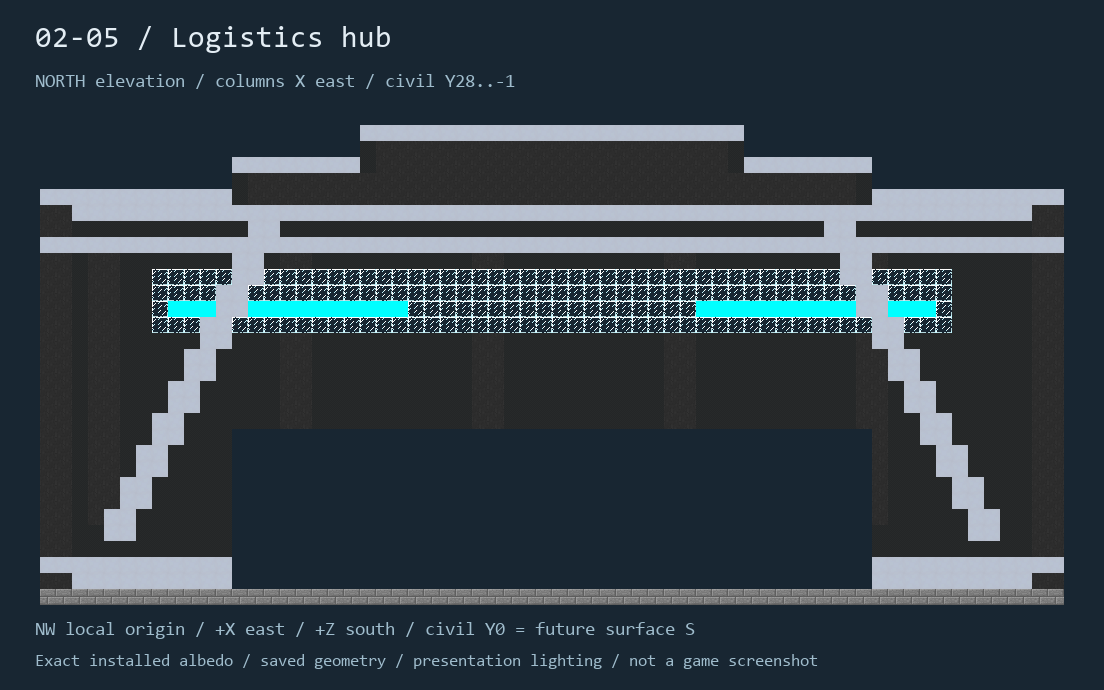 02-05 / Logistics hub
NORTH elevation / columns X east / civil Y28..-1
NW local origin / +X east / +Z south / civil Y0 = future surface S
Exact installed albedo / saved geometry / presentation lighting / not a game screenshot